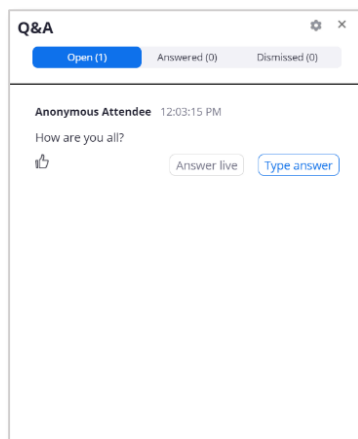 Q&A
Open (1) Answered (0) Dismissed (0)
Anonymous Attendee 12:03:15 PM
How are you all?
Answer live Type answer